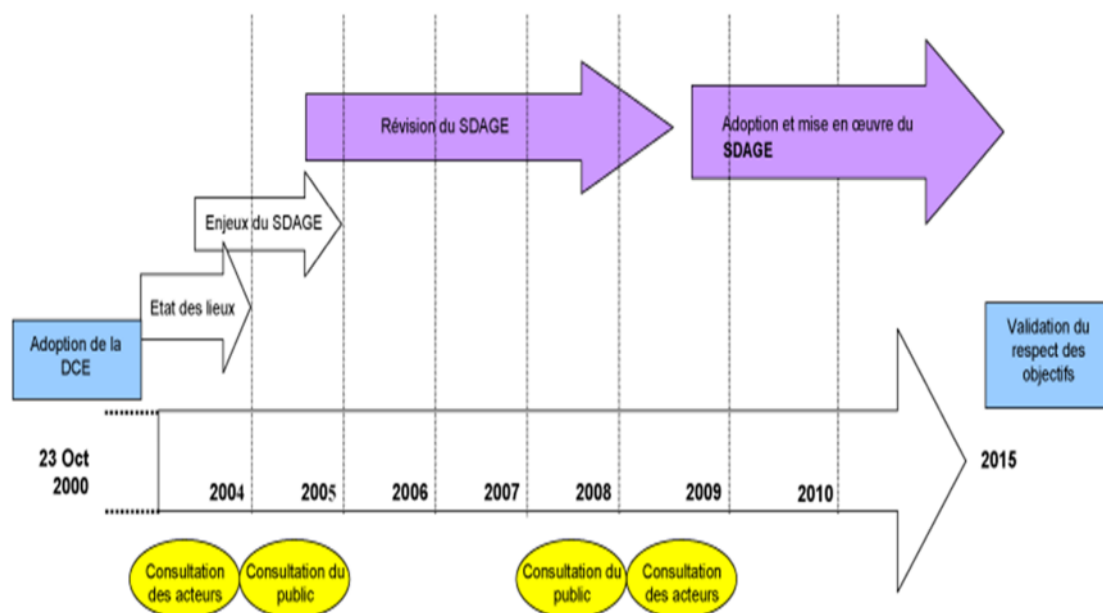 Révision du SDAGE
Adoption et mise en œuvre du
SDAGE
Enjeux du SDAGE
Etat des lieux
Adoption de la
DCE
Validation du
respect des
objectifs
23 Oct
2000
2004
2005
2006
2007
2008
2009
2010
2015
Consultation
des acteurs
Consultation du
public
Consultation du
public
Consultation
des acteurs